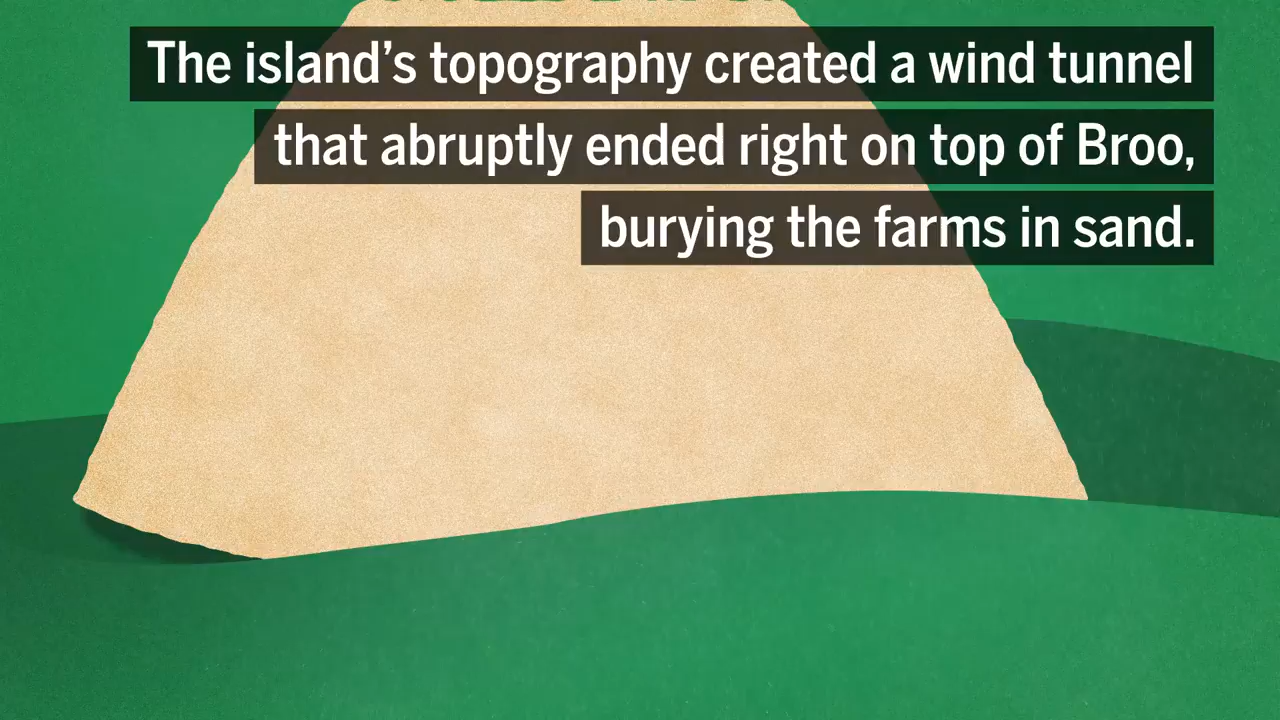 The island’s topography created a wind tunnel
that abruptly ended right on top of Broo,
burying the farms in sand.